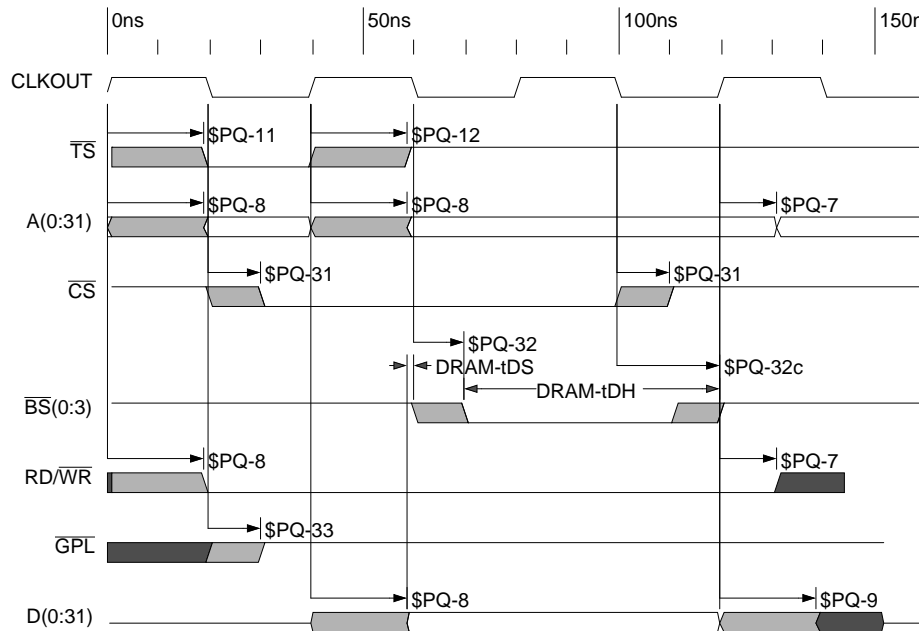 0ns 50ns 100ns 150ns
CLKOUT
$PQ-11 $PQ-12
TS
$PQ-8 $PQ-8 $PQ-7
A(0:31)
$PQ-31 $PQ-31
CS
$PQ-32
DRAM-tDS $PQ-32c
DRAM-tDH
BS(0:3)
$PQ-8 $PQ-7
RD/WR
$PQ-33
GPL
$PQ-8 $PQ-9
D(0:31)